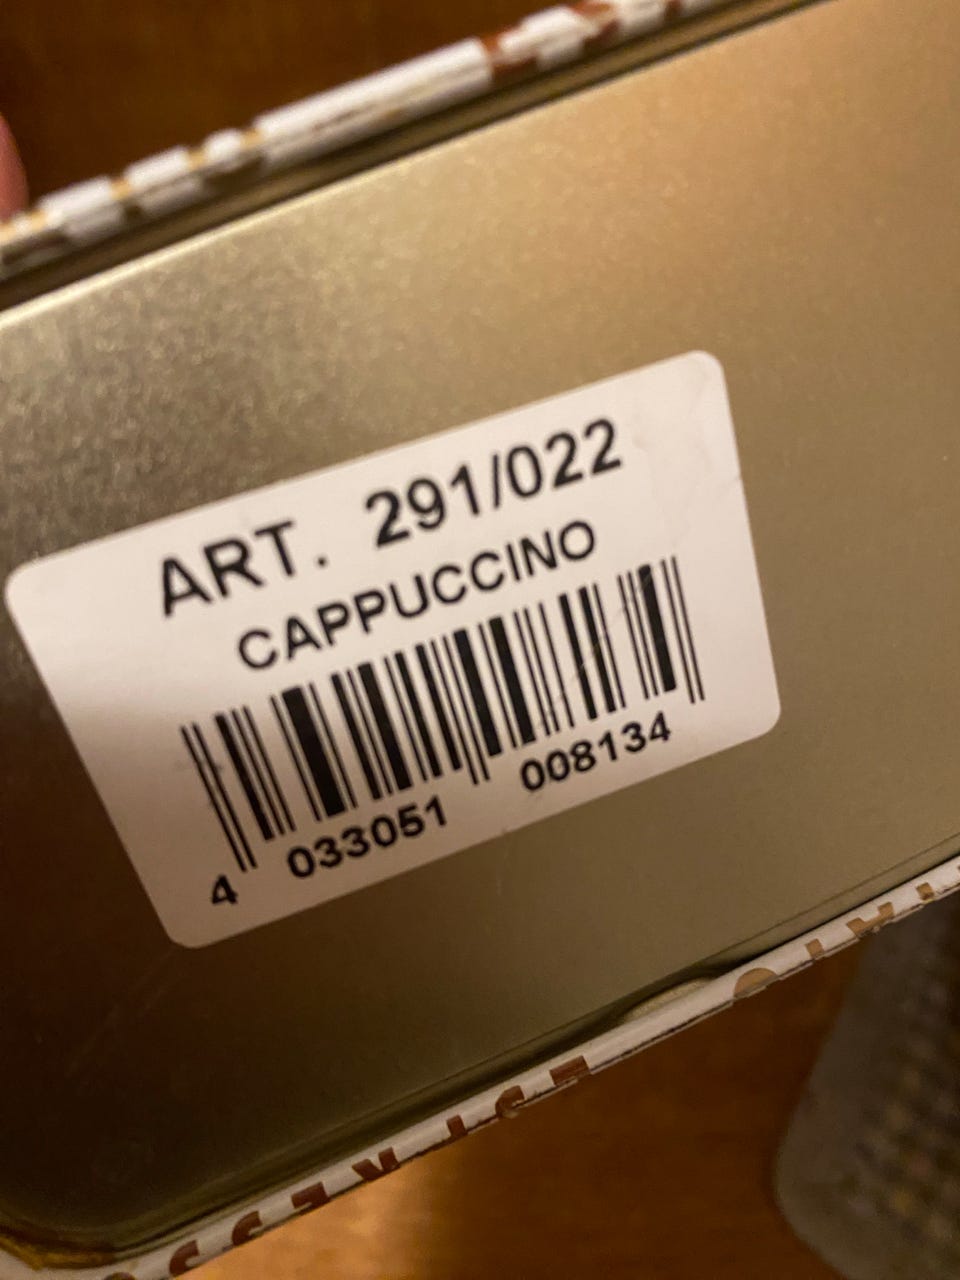 ART. 291/022
CAPPUCCINO
4 033051 008134